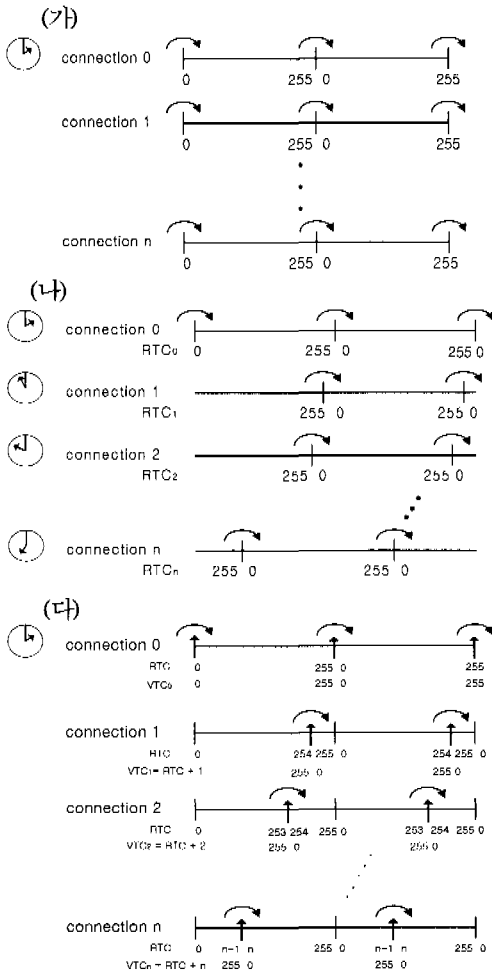 (가)
connection 0
0 255 0 255
connection 1
0 255 0 255
connection n
0 255 0 255
(나)
connection 0
RTC₀ 0 255 0 255 0
connection 1
RTC₁ 255 0 255 0
connection 2
RTC₂ 255 0 255 0
connection n
RTCₙ 255 0 255 0
(다)
connection 0
RTC 0 255 0 255
VTC₀ 0 255 0 255
connection 1
RTC 0 254 255 0 254 255 0
VTC₁ = RTC + 1 255 0 255 0
connection 2
RTC 0 253 254 255 0 253 254 255 0
VTC₂ = RTC + 2 255 0 255 0
connection n
RTC 0 n-1 n 255 0 n-1 n 255 0
VTCₙ = RTC + n 255 0 255 0